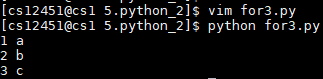 [cs12451@cs1 5.python_2]$ vim for3.py
[cs12451@cs1 5.python_2]$ python for3.py
1 a
2 b
3 c